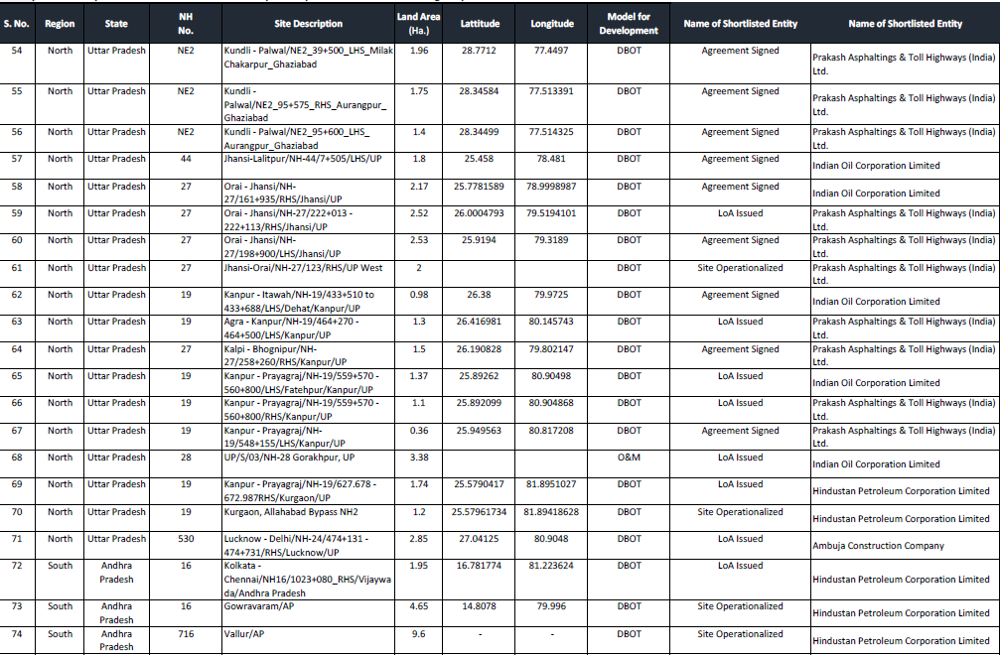 S. No. Region State NH No. Site Description Land Area (Ha.) Lattitude Longitude Model for Development Name of Shortlisted Entity Name of Shortlisted Entity
54 North Uttar Pradesh NE2 Kundli - Palwal/NE2_39+500_LHS_Milak Chakarpur_Ghaziabad 1.96 28.7712 77.4497 DBOT Agreement Signed Prakash Asphaltings & Toll Highways (India) Ltd.
55 North Uttar Pradesh NE2 Kundli - Palwal/NE2_95+575_RHS_Aurangpur_ Ghaziabad 1.75 28.34584 77.513391 DBOT Agreement Signed Prakash Asphaltings & Toll Highways (India) Ltd.
56 North Uttar Pradesh NE2 Kundli - Palwal/NE2_95+600_LHS_ Aurangpur_Ghaziabad 1.4 28.34499 77.514325 DBOT Agreement Signed Prakash Asphaltings & Toll Highways (India) Ltd.
57 North Uttar Pradesh 44 Jhansi-Lalitpur/NH-44/7+505/LHS/UP 1.8 25.458 78.481 DBOT Agreement Signed Indian Oil Corporation Limited
58 North Uttar Pradesh 27 Orai - Jhansi/NH-27/161+935/RHS/Jhansi/UP 2.17 25.7781589 78.9998987 DBOT Agreement Signed Indian Oil Corporation Limited
59 North Uttar Pradesh 27 Orai - Jhansi/NH-27/222+013 - 222+113/RHS/Jhansi/UP 2.52 26.0004793 79.5194101 DBOT LoA Issued Prakash Asphaltings & Toll Highways (India) Ltd.
60 North Uttar Pradesh 27 Orai - Jhansi/NH-27/198+900/LHS/Jhansi/UP 2.53 25.9194 79.3189 DBOT Agreement Signed Prakash Asphaltings & Toll Highways (India) Ltd.
61 North Uttar Pradesh 27 Jhansi-Orai/NH-27/123/RHS/UP West 2 DBOT Site Operationalized Prakash Asphaltings & Toll Highways (India) Ltd.
62 North Uttar Pradesh 19 Kanpur - Itawah/NH-19/433+510 to 433+688/LHS/Dehat/Kanpur/UP 0.98 26.38 79.9725 DBOT Agreement Signed Indian Oil Corporation Limited
63 North Uttar Pradesh 19 Agra - Kanpur/NH-19/464+270 - 464+500/LHS/Kanpur/UP 1.3 26.416981 80.145743 DBOT LoA Issued Prakash Asphaltings & Toll Highways (India) Ltd.
64 North Uttar Pradesh 27 Kalpi - Bhognipur/NH-27/258+260/RHS/Kanpur/UP 1.5 26.190828 79.802147 DBOT Agreement Signed Prakash Asphaltings & Toll Highways (India) Ltd.
65 North Uttar Pradesh 19 Kanpur - Prayagraj/NH-19/559+570 - 560+800/LHS/Fatehpur/Kanpur/UP 1.37 25.89262 80.90498 DBOT LoA Issued Indian Oil Corporation Limited
66 North Uttar Pradesh 19 Kanpur - Prayagraj/NH-19/559+570 - 560+800/RHS/Kanpur/UP 1.1 25.892099 80.904868 DBOT LoA Issued Prakash Asphaltings & Toll Highways (India) Ltd.
67 North Uttar Pradesh 19 Kanpur - Prayagraj/NH-19/548+155/LHS/Kanpur/UP 0.36 25.949563 80.817208 DBOT Agreement Signed Prakash Asphaltings & Toll Highways (India) Ltd.
68 North Uttar Pradesh 28 UP/S/03/NH-28 Gorakhpur, UP 3.38 O&M LoA Issued Indian Oil Corporation Limited
69 North Uttar Pradesh 19 Kanpur - Prayagraj/NH-19/627.678 - 672.987RHS/Kurgaon/UP 1.74 25.5790417 81.8951027 DBOT LoA Issued Hindustan Petroleum Corporation Limited
70 North Uttar Pradesh 19 Kurgaon, Allahabad Bypass NH2 1.2 25.57961734 81.89418628 DBOT Site Operationalized Hindustan Petroleum Corporation Limited
71 North Uttar Pradesh 530 Lucknow - Delhi/NH-24/474+131 - 474+731/RHS/Lucknow/UP 2.85 27.04125 80.9048 DBOT LoA Issued Ambuja Construction Company
72 South Andhra Pradesh 16 Kolkata - Chennai/NH16/1023+080_RHS/Vijaywada/Andhra Pradesh 1.95 16.781774 81.223624 DBOT LoA Issued Hindustan Petroleum Corporation Limited
73 South Andhra Pradesh 16 Gowravaram/AP 4.65 14.8078 79.996 DBOT Site Operationalized Hindustan Petroleum Corporation Limited
74 South Andhra Pradesh 716 Vallur/AP 9.6 - - DBOT Site Operationalized Hindustan Petroleum Corporation Limited